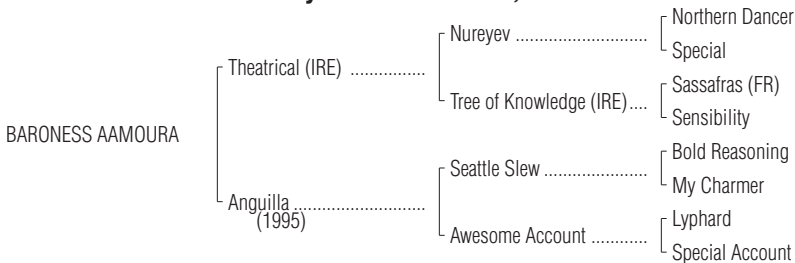 Northern Dancer
Nureyev
Special
Theatrical (IRE)
Sassafras (FR)
Tree of Knowledge (IRE)
Sensibility
BARONESS AAMOURA
Bold Reasoning
Seattle Slew
My Charmer
Anguilla
(1995)
Lyphard
Awesome Account
Special Account